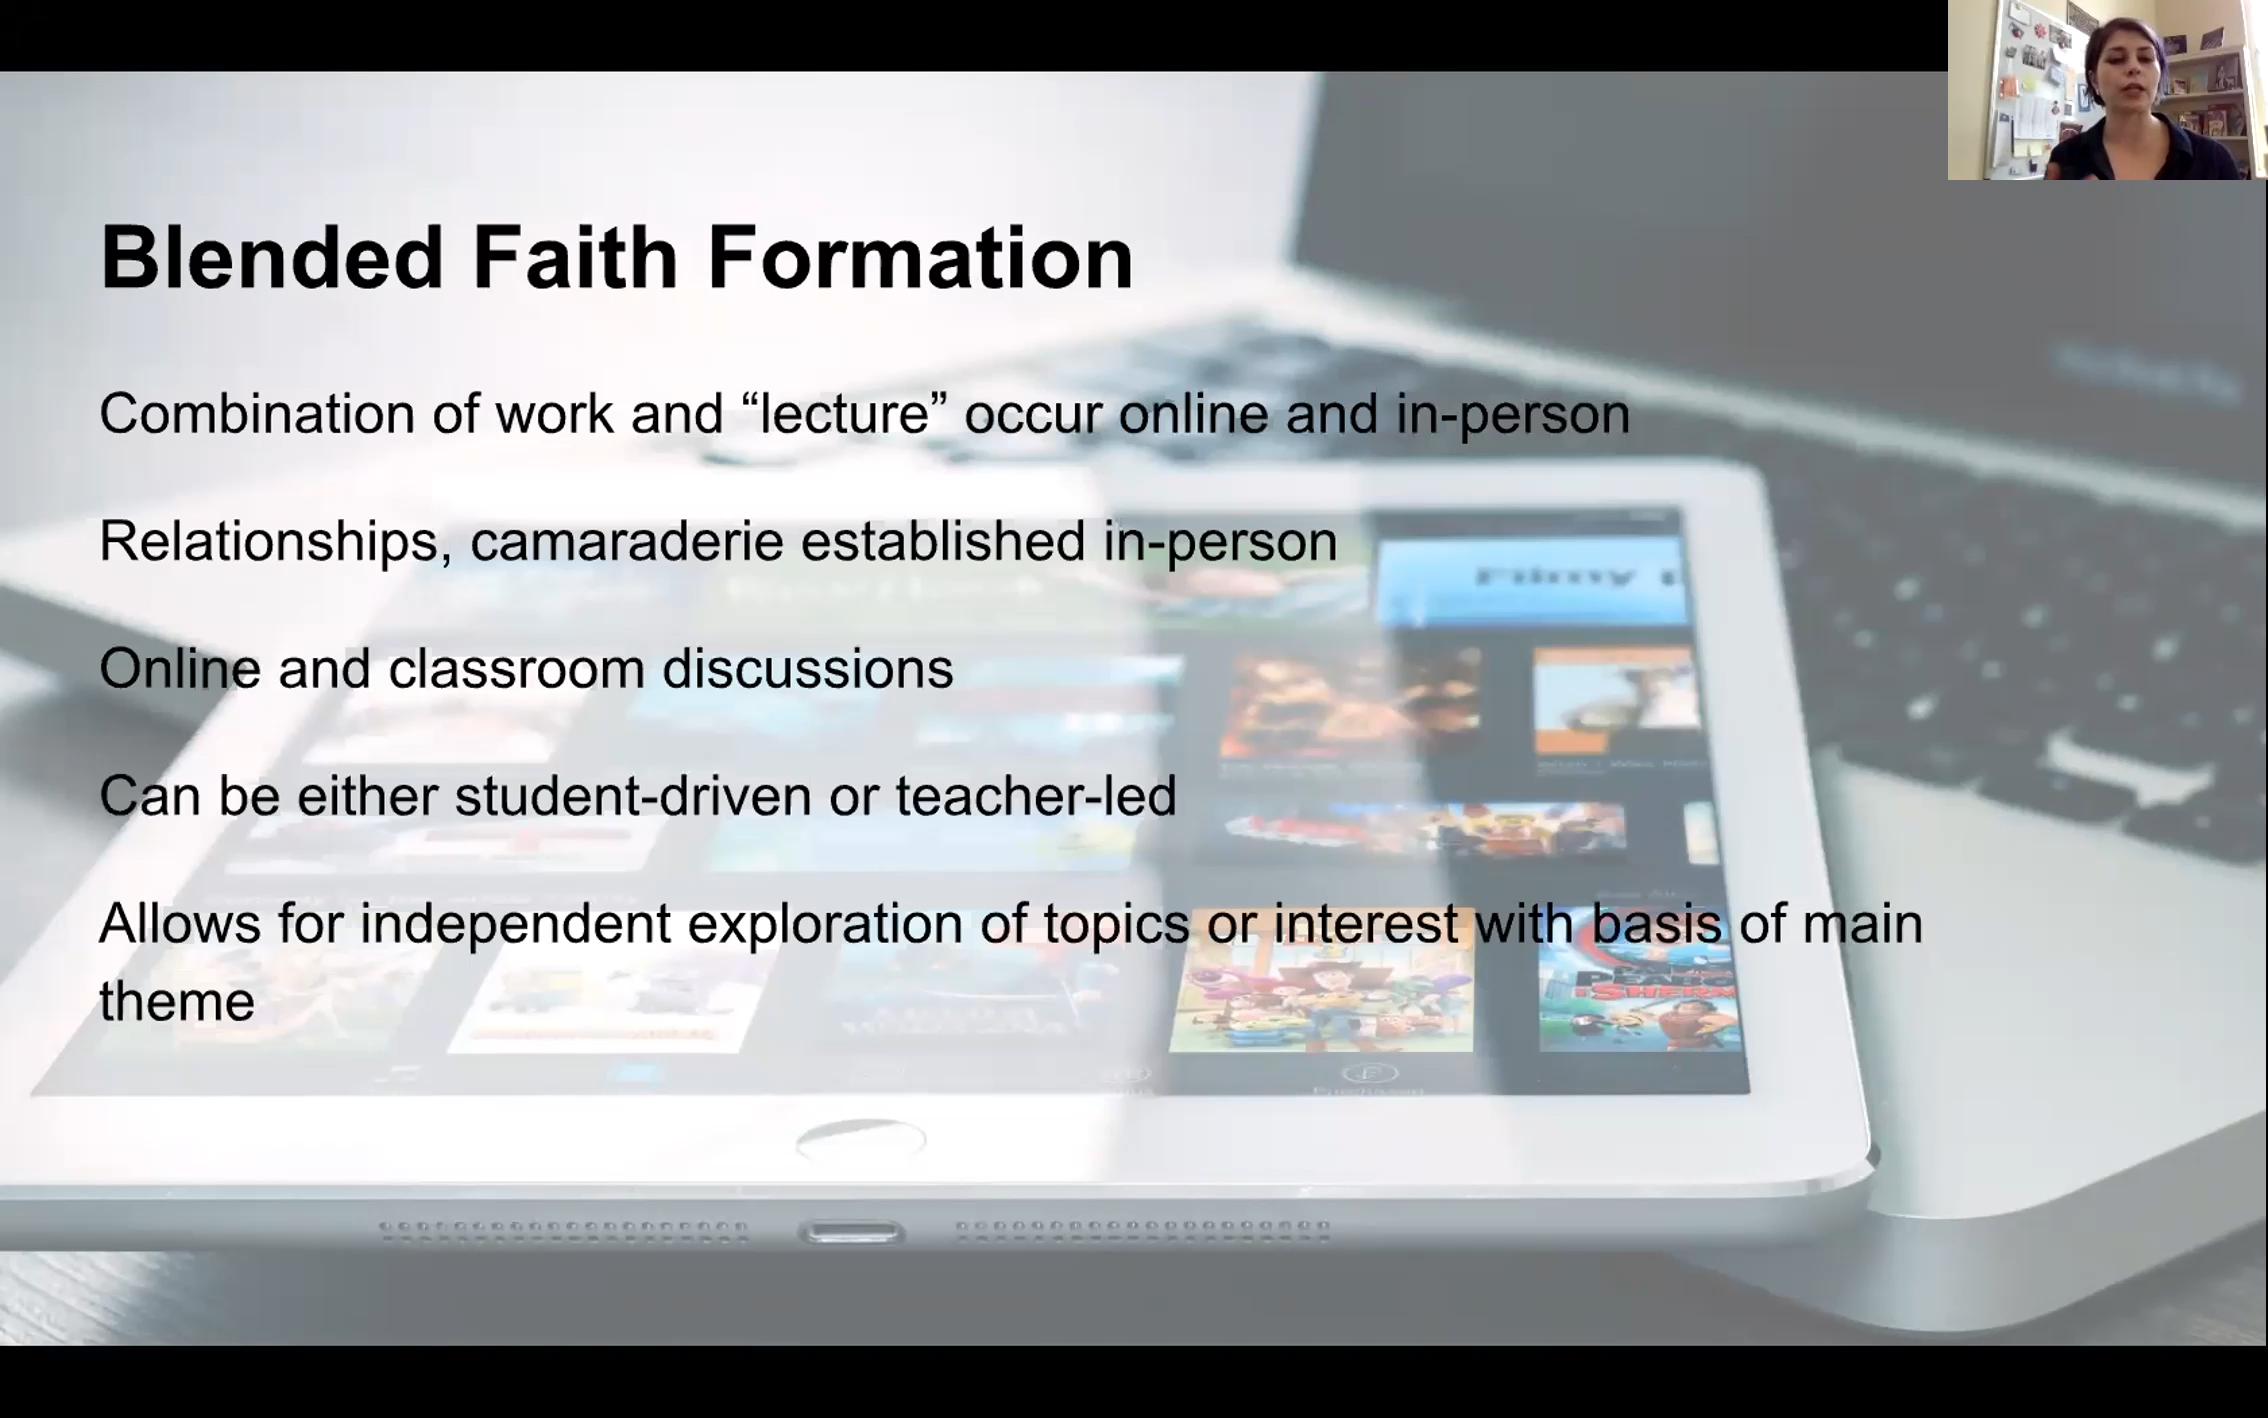 Blended Faith Formation
Combination of work and “lecture” occur online and in-person
Relationships, camaraderie established in-person
Online and classroom discussions
Can be either student-driven or teacher-led
Allows for independent exploration of topics or interest with basis of main
theme